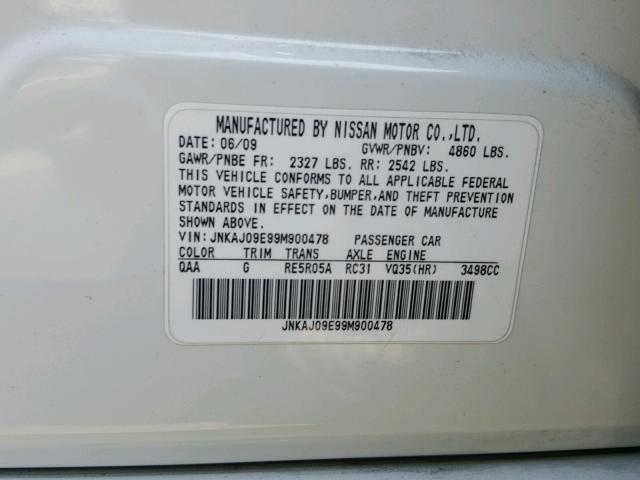 MANUFACTURED BY NISSAN MOTOR CO.,LTD.
DATE: 06/09 GVWR/PNBV: 4860 LBS.
GAWR/PNBE FR: 2327 LBS. RR: 2542 LBS.
THIS VEHICLE CONFORMS TO ALL APPLICABLE FEDERAL
MOTOR VEHICLE SAFETY,BUMPER,AND THEFT PREVENTION
STANDARDS IN EFFECT ON THE DATE OF MANUFACTURE
SHOWN ABOVE.
VIN:JNKAJ09E99M900478 PASSENGER CAR
COLOR TRIM TRANS AXLE ENGINE
QAA G RE5R05A RC31 VQ35(HR) 3498CC
JNKAJ09E99M900478